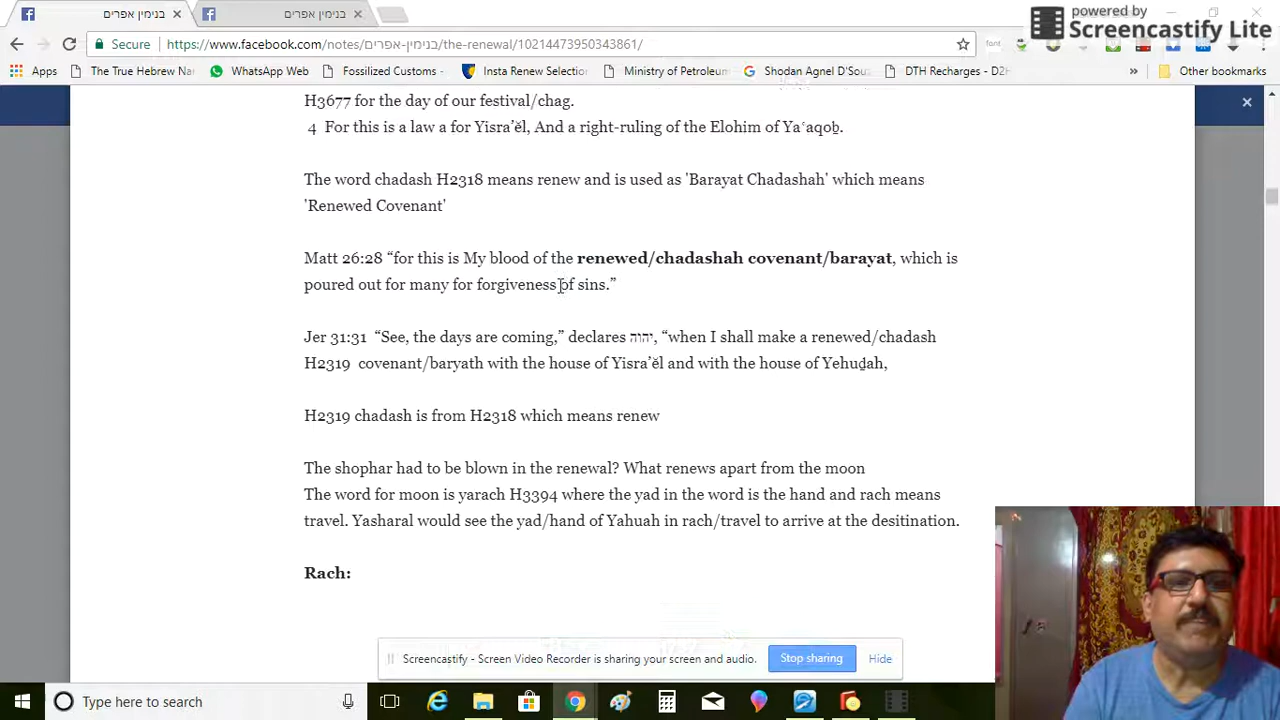 בנימין אפרים
בנימין אפרים
powered by
Screencastify Lite
Secure
https://www.facebook.com/notes/בנימין-אפרים/the-renewal/10214473950343861/
Apps
The True Hebrew Nam
WhatsApp Web
Fossilized Customs -
Insta Renew Selection
Ministry of Petroleum
Shodan Agnel D'Souz
DTH Recharges - D2H
»
Other bookmarks
H3677 for the day of our festival/chag.
4 For this is a law a for Yisra’ĕl, And a right-ruling of the Elohim of Yaʿaqoḇ.
The word chadash H2318 means renew and is used as 'Barayat Chadashah' which means
'Renewed Covenant'
Matt 26:28 “for this is My blood of the renewed/chadashah covenant/barayat, which is
poured out for many for forgiveness of sins.”
Jer 31:31 “See, the days are coming,” declares יהוה, “when I shall make a renewed/chadash
H2319 covenant/baryath with the house of Yisra’ĕl and with the house of Yehuḏah,
H2319 chadash is from H2318 which means renew
The shophar had to be blown in the renewal? What renews apart from the moon
The word for moon is yarach H3394 where the yad in the word is the hand and rach means
travel. Yasharal would see the yad/hand of Yahuah in rach/travel to arrive at the desitination.
Rach:
Screencastify - Screen Video Recorder is sharing your screen and audio.
Stop sharing
Hide
Type here to search